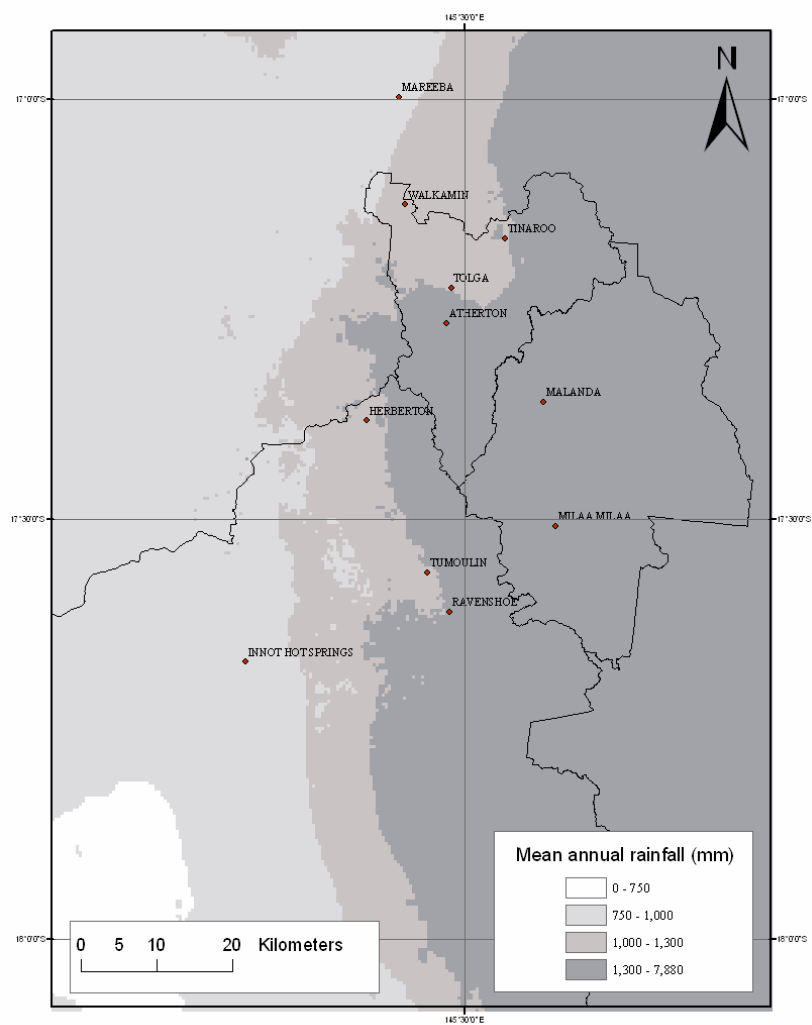 145°30'0"E
N
17°0'0"S
17°0'0"S
MAREEBA
WALKAMIN
TINAROO
TOLGA
ATHERTON
MALANDA
HERBERTON
17°30'0"S
17°30'0"S
MILAA MILAA
TUMOULIN
RAVENSHOE
INNOT HOT SPRINGS
Mean annual rainfall (mm)
0 - 750
750 - 1,000
1,000 - 1,300
1,300 - 7,880
0 5 10 20 Kilometers
18°0'0"S
18°0'0"S
145°30'0"E